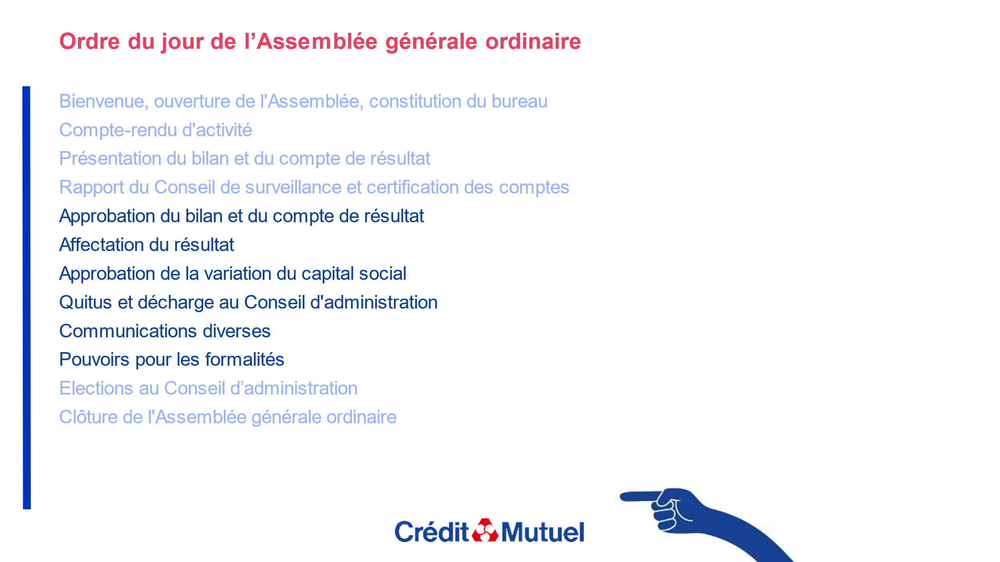 Ordre du jour de l’Assemblée générale ordinaire
Bienvenue, ouverture de l'Assemblée, constitution du bureau
Compte-rendu d'activité
Présentation du bilan et du compte de résultat
Rapport du Conseil de surveillance et certification des comptes
Approbation du bilan et du compte de résultat
Affectation du résultat
Approbation de la variation du capital social
Quitus et décharge au Conseil d'administration
Communications diverses
Pouvoirs pour les formalités
Elections au Conseil d’administration
Clôture de l'Assemblée générale ordinaire
Crédit Mutuel